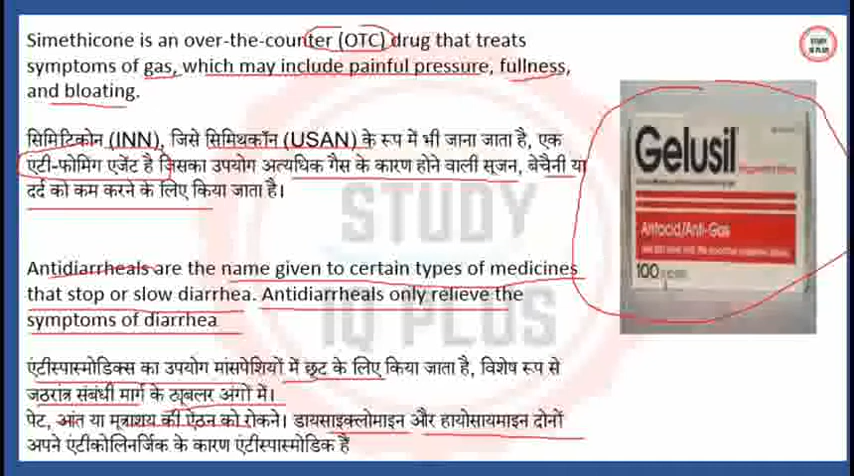 Simethicone is an over-the-counter (OTC) drug that treats
symptoms of gas, which may include painful pressure, fullness,
and bloating.
सिमिटिकोन (INN), जिसे सिमिथकॉन (USAN) के रूप में भी जाना जाता है, एक
एंटी-फोमिंग एजेंट है जिसका उपयोग अत्यधिक गैस के कारण होने वाली सूजन, बेचैनी या
दर्द को कम करने के लिए किया जाता है।
Antidiarrheals are the name given to certain types of medicines
that stop or slow diarrhea. Antidiarrheals only relieve the
symptoms of diarrhea
एंटीस्पास्मोडिक्स का उपयोग मांसपेशियों में छूट के लिए किया जाता है, विशेष रूप से
जठरांत्र संबंधी मार्ग के ट्यूबलर अंगों में।
पेट, आंत या मूत्राशय की ऐंठन को रोकने। डायसाइक्लोमाइन और हायोसायमाइन दोनों
अपने एंटीकोलिनर्जिक के कारण एंटीस्पास्मोडिक हैं
STUDY
IQ PLUS
Gelusil
Antacid/Anti-Gas
100
STUDY
IQ PLUS